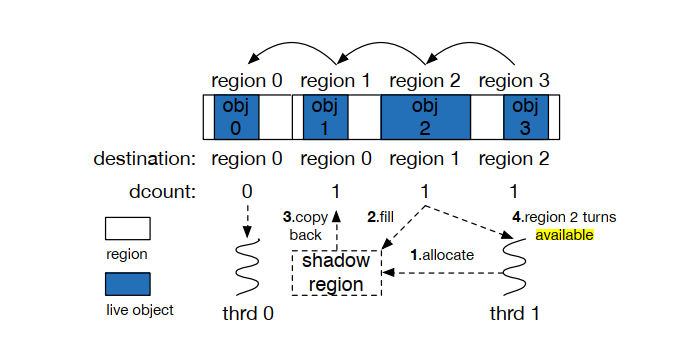 region 0 region 1 region 2 region 3
obj obj obj obj
0 1 2 3
destination: region 0 region 0 region 1 region 2
dcount: 0 1 1 1
3.copy 2.fill 4.region 2 turns
back available
region
shadow 1.allocate
region
live object
thrd 0 thrd 1